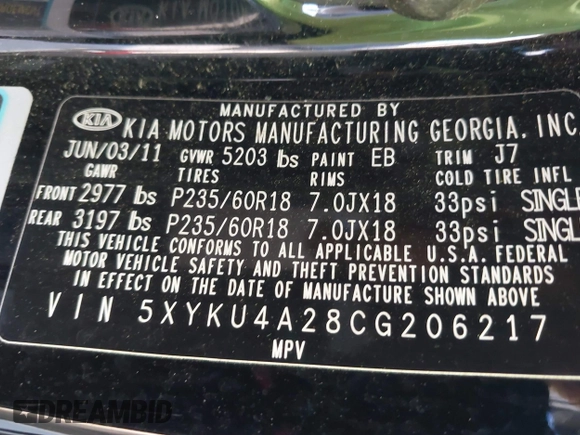 MANUFACTURED BY
KIA KIA MOTORS MANUFACTURING GEORGIA, INC
JUN/03/11 GVWR 5203 lbs PAINT EB TRIM J7
GAWR TIRES RIMS COLD TIRE INFL
FRONT 2977 lbs P235/60R18 7.0JX18 33psi SINGLE
REAR 3197 lbs P235/60R18 7.0JX18 33psi SINGL
THIS VEHICLE CONFORMS TO ALL APPLICABLE U.S.A. FEDERAL
MOTOR VEHICLE SAFETY AND THEFT PREVENTION STANDARDS
IN EFFECT ON THE DATE OF MANUFACTURE SHOWN ABOVE
VIN 5XYKU4A28CG206217
MPV
DREAMBID